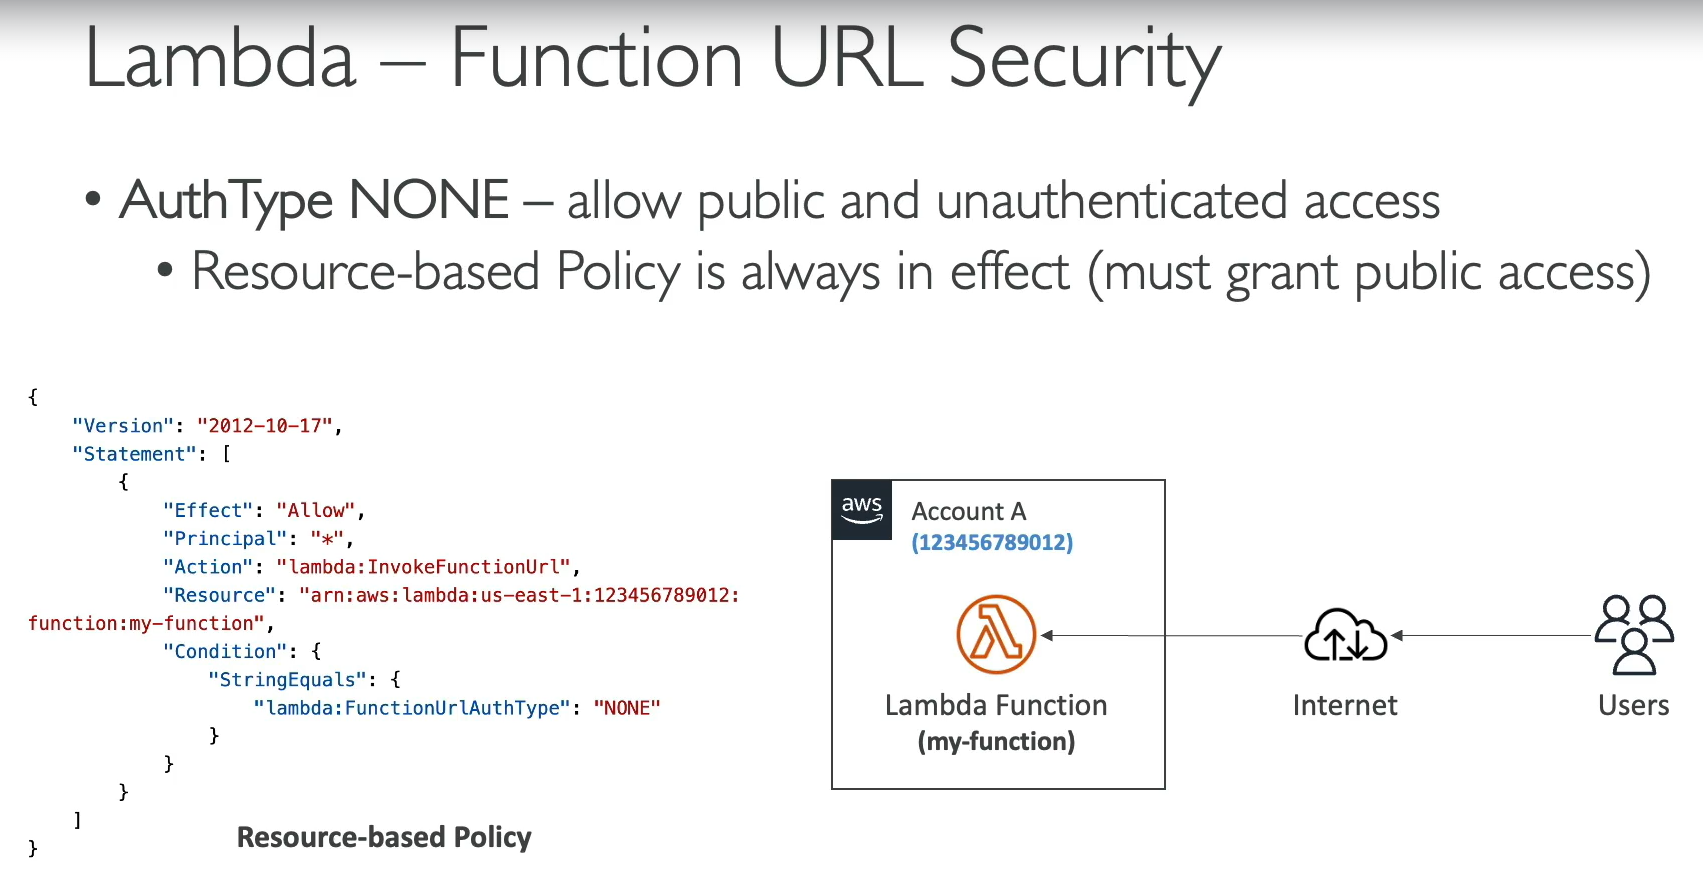 Lambda – Function URL Security
• AuthType NONE – allow public and unauthenticated access
• Resource-based Policy is always in effect (must grant public access)
{
"Version": "2012-10-17",
"Statement": [
{
"Effect": "Allow",
"Principal": "*",
"Action": "lambda:InvokeFunctionUrl",
"Resource": "arn:aws:lambda:us-east-1:123456789012:
function:my-function",
"Condition": {
"StringEquals": {
"lambda:FunctionUrlAuthType": "NONE"
}
}
}
]
}
Resource-based Policy
aws
Account A
(123456789012)
Lambda Function
(my-function)
Internet
Users